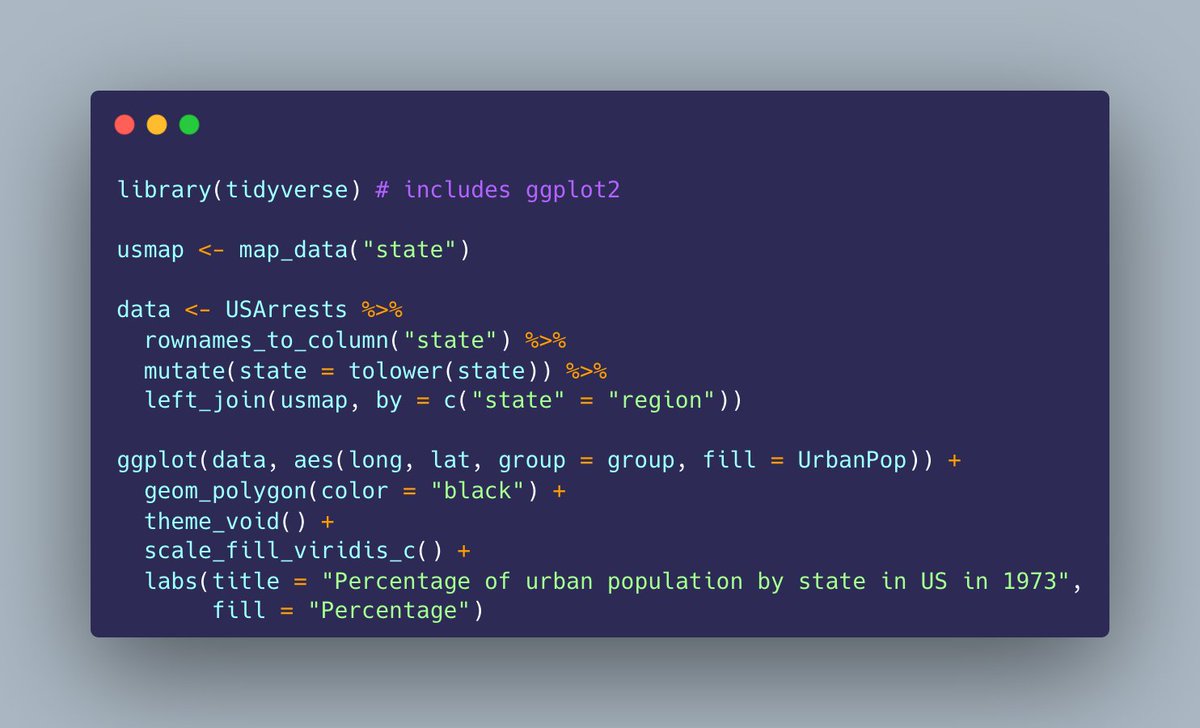 library(tidyverse) # includes ggplot2
usmap <- map_data("state")
data <- USArrests %>%
  rownames_to_column("state") %>%
  mutate(state = tolower(state)) %>%
  left_join(usmap, by = c("state" = "region"))
ggplot(data, aes(long, lat, group = group, fill = UrbanPop)) +
  geom_polygon(color = "black") +
  theme_void() +
  scale_fill_viridis_c() +
  labs(title = "Percentage of urban population by state in US in 1973",
       fill = "Percentage")